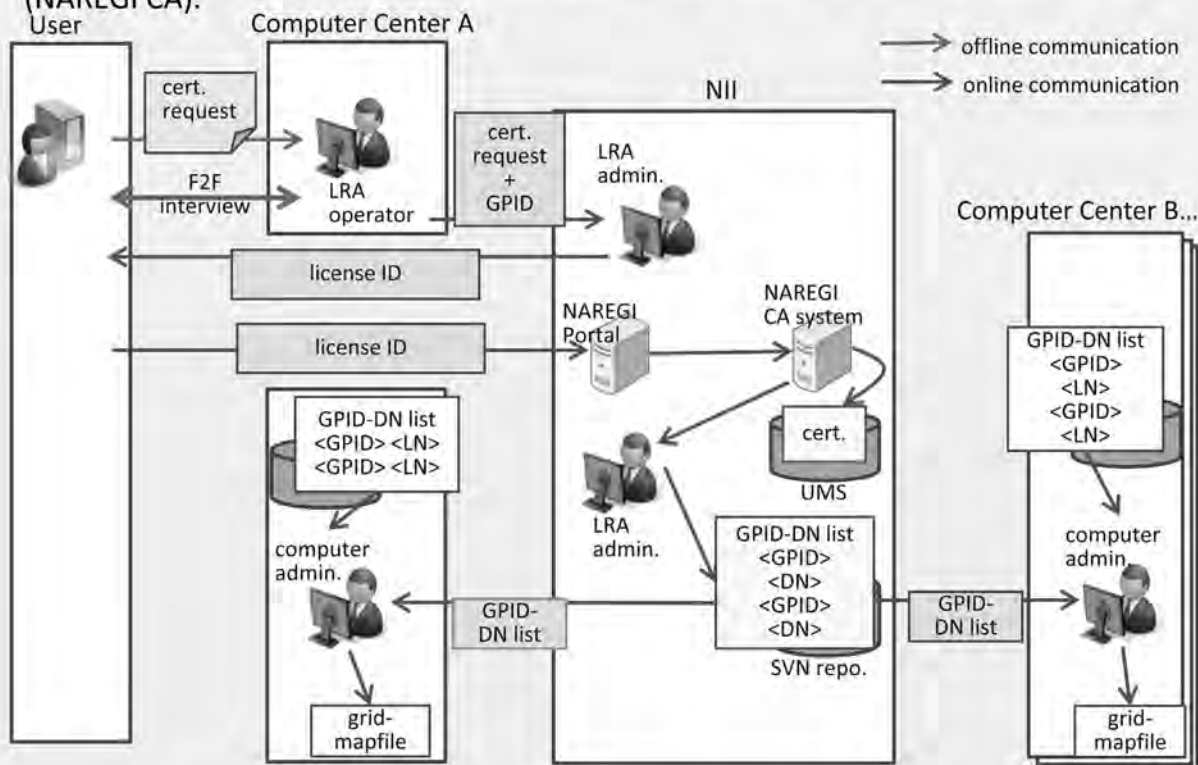 (NAREGI CA).
User
Computer Center A
offline communication
online communication
NII
cert.
request
LRA
operator
F2F
interview
cert.
request
+
GPID
LRA
admin.
Computer Center B...
license ID
NAREGI
Portal
NAREGI
CA system
license ID
GPID-DN list
<GPID>
<LN>
<GPID>
<LN>
GPID-DN list
<GPID> <LN>
<GPID> <LN>
cert.
UMS
LRA
admin.
computer
admin.
GPID-DN list
<GPID>
<DN>
<GPID>
<DN>
SVN repo.
computer
admin.
GPID-
DN list
GPID-
DN list
grid-
mapfile
grid-
mapfile